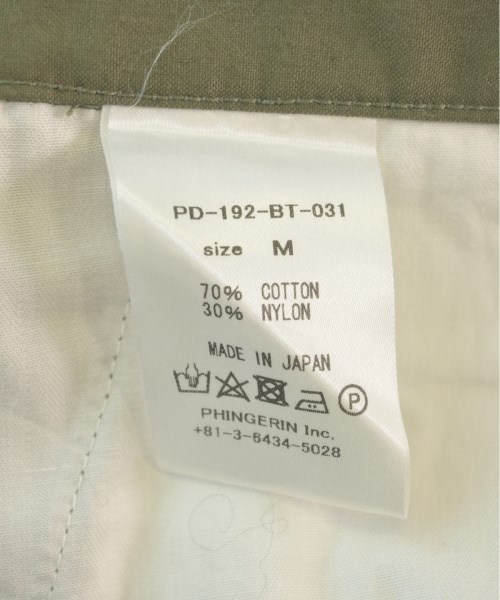 PD-192-BT-031
size M
70% COTTON
30% NYLON
MADE IN JAPAN
P
PHINGERIN Inc.
+81-3-6434-5028